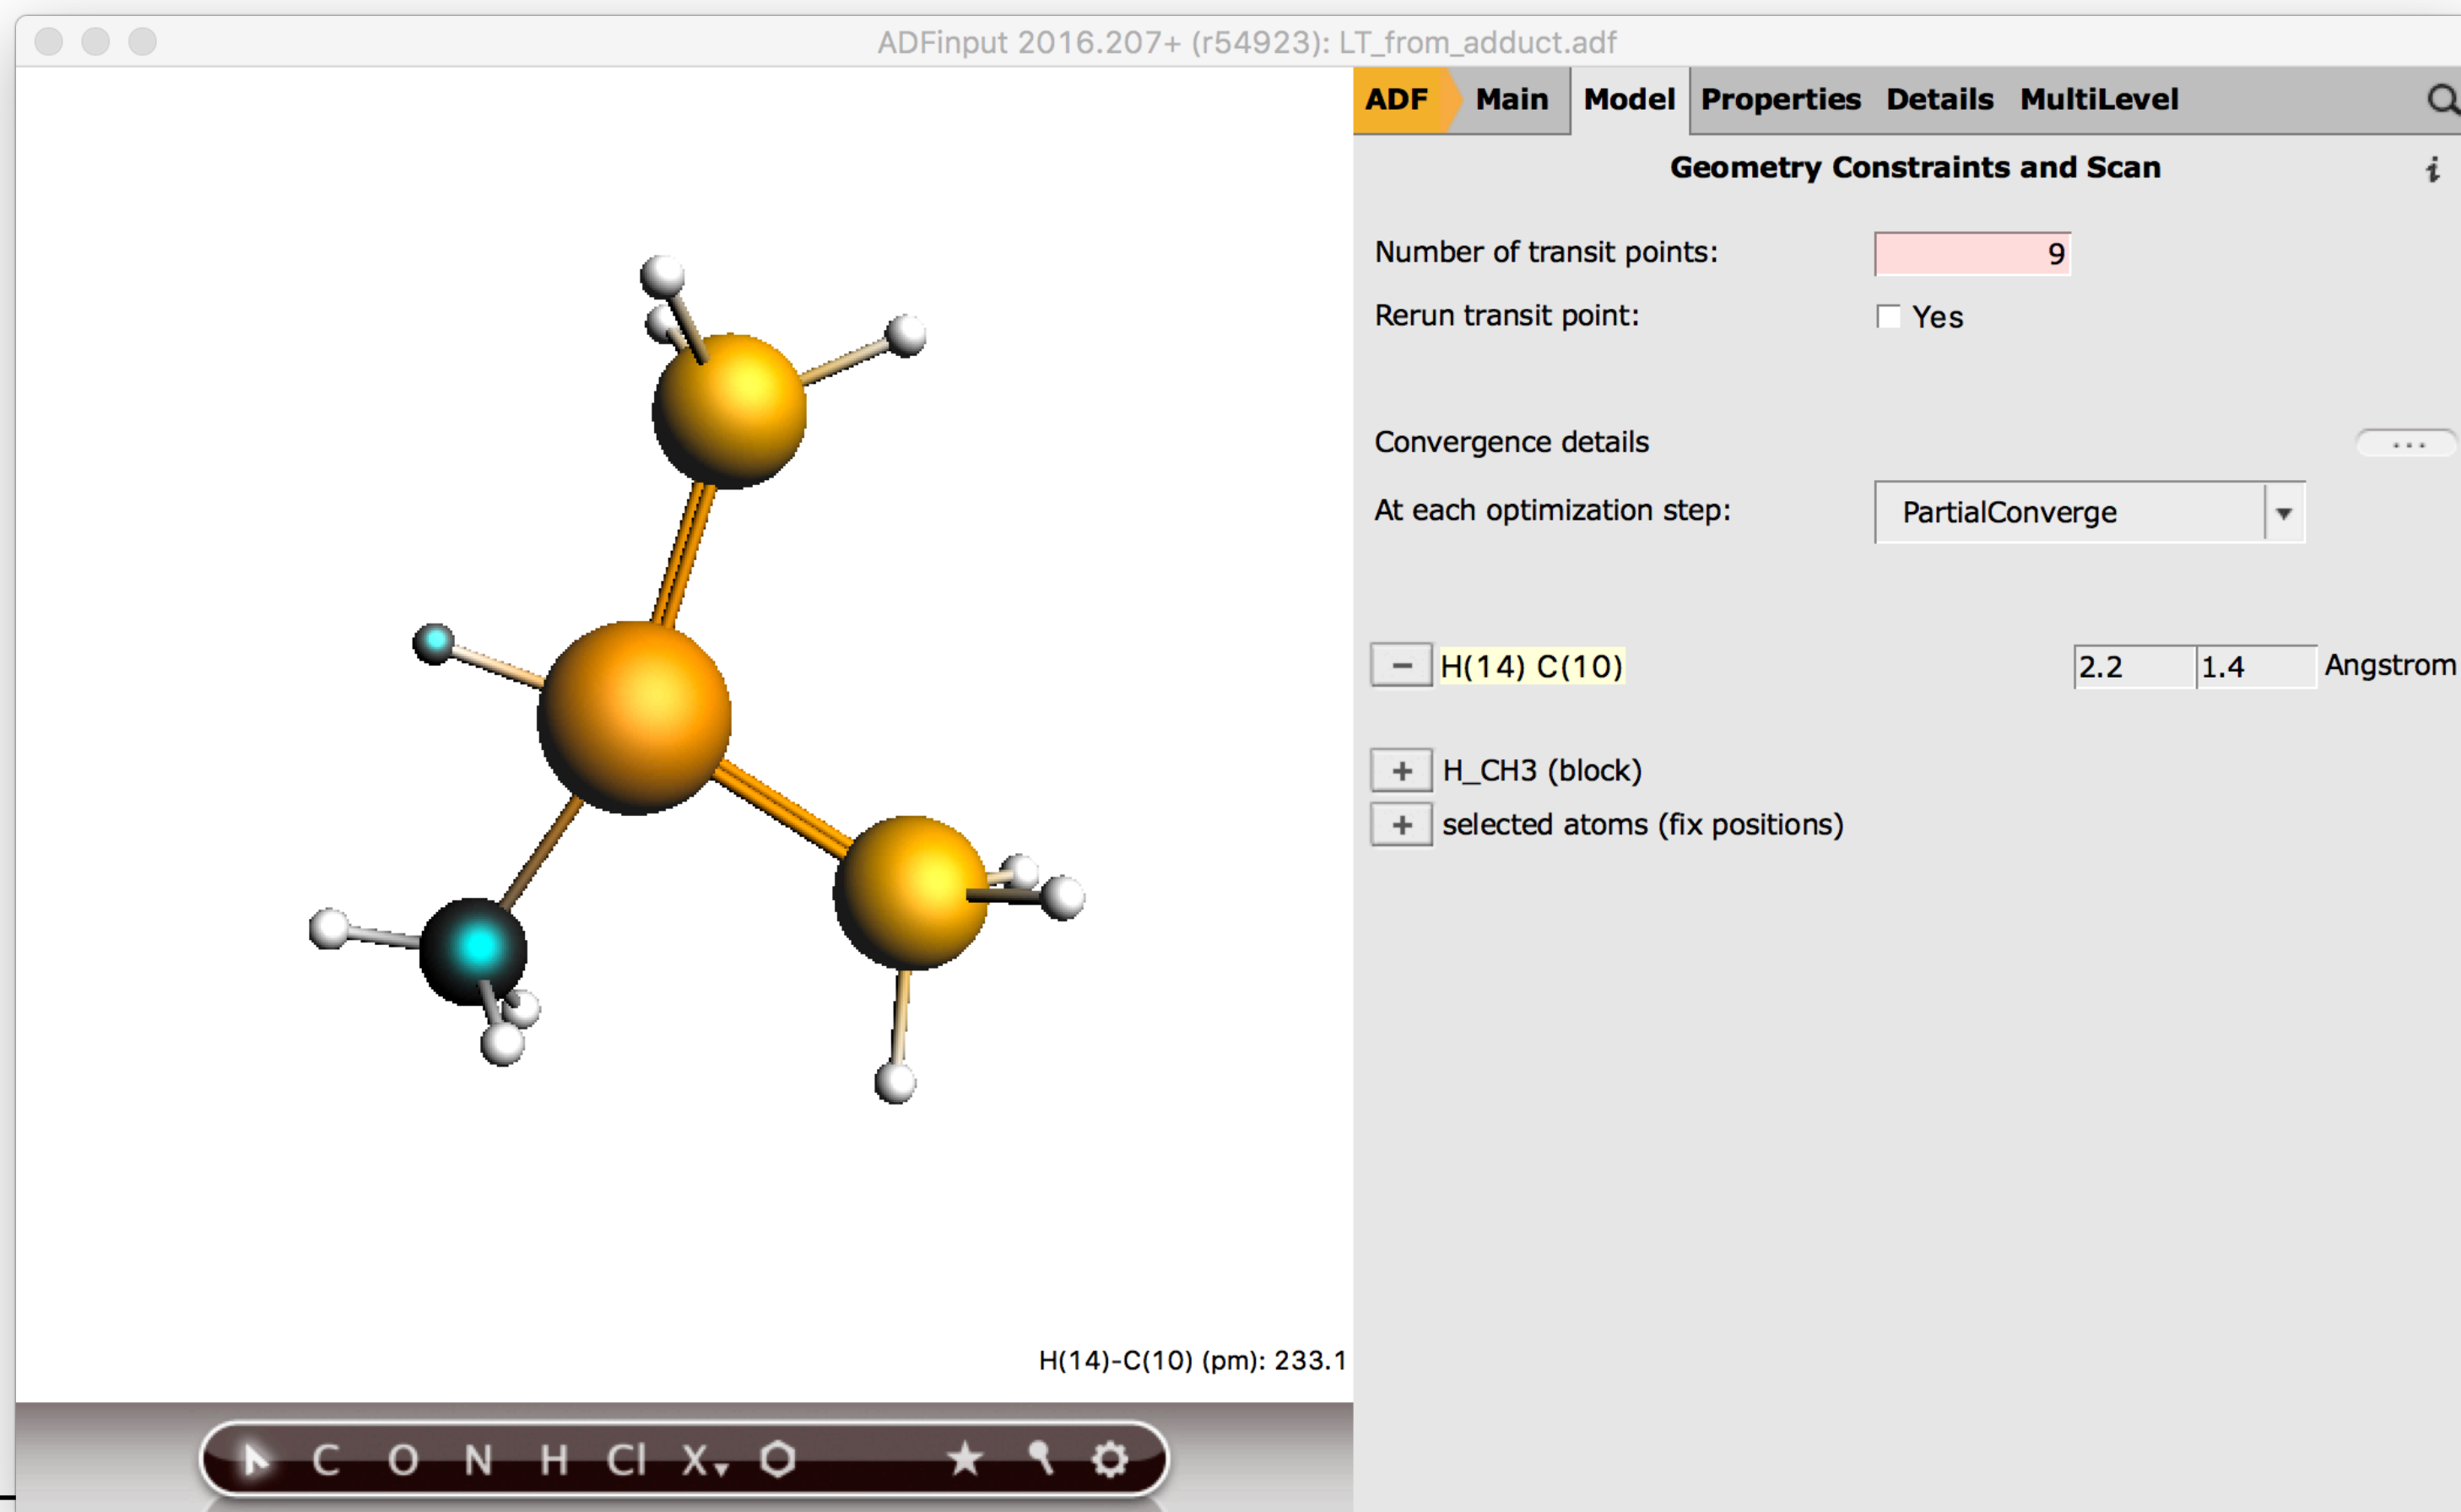 ADFinput 2016.207+ (r54923): LT_from_adduct.adf
ADF Main Model Properties Details MultiLevel
Geometry Constraints and Scan
i
Number of transit points: 9
Rerun transit point: Yes
Convergence details ...
At each optimization step: PartialConverge
- H(14) C(10) 2.2 1.4 Angstrom
+ H_CH3 (block)
+ selected atoms (fix positions)
H(14)-C(10) (pm): 233.1
C O N H Cl X